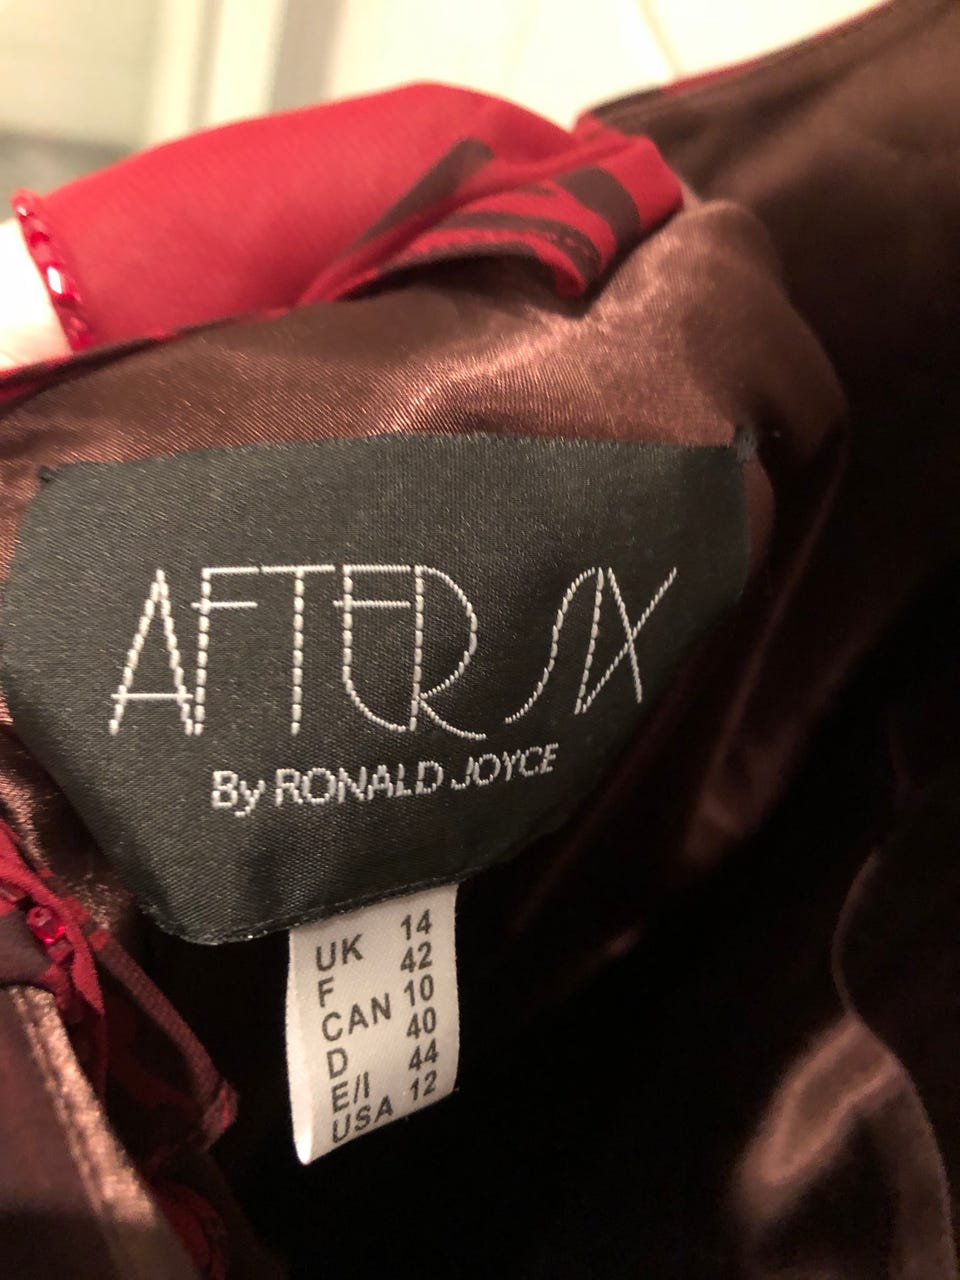 AFTER SIX
By RONALD JOYCE
UK 14
F 42
CAN 10
D 40
E/I 44
USA 12